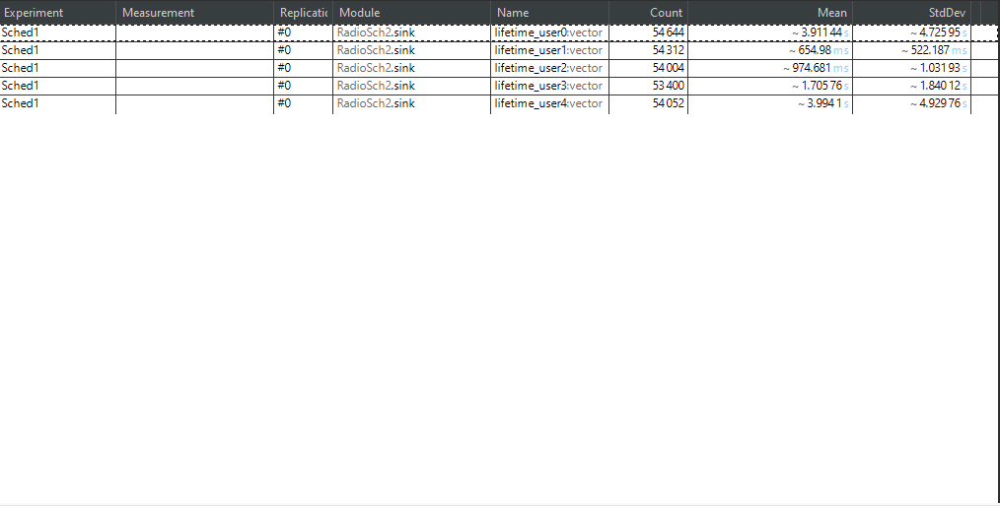 Experiment Measurement Replicatio Module Name Count Mean StdDev
Sched1 #0 RadioSch2.sink lifetime_user0:vector 54 644 ~ 3.911 44 s ~ 4.725 95 s
Sched1 #0 RadioSch2.sink lifetime_user1:vector 54 312 ~ 654.98 ms ~ 522.187 ms
Sched1 #0 RadioSch2.sink lifetime_user2:vector 54 004 ~ 974.681 ms ~ 1.031 93 s
Sched1 #0 RadioSch2.sink lifetime_user3:vector 53 400 ~ 1.705 76 s ~ 1.840 12 s
Sched1 #0 RadioSch2.sink lifetime_user4:vector 54 052 ~ 3.994 1 s ~ 4.929 76 s